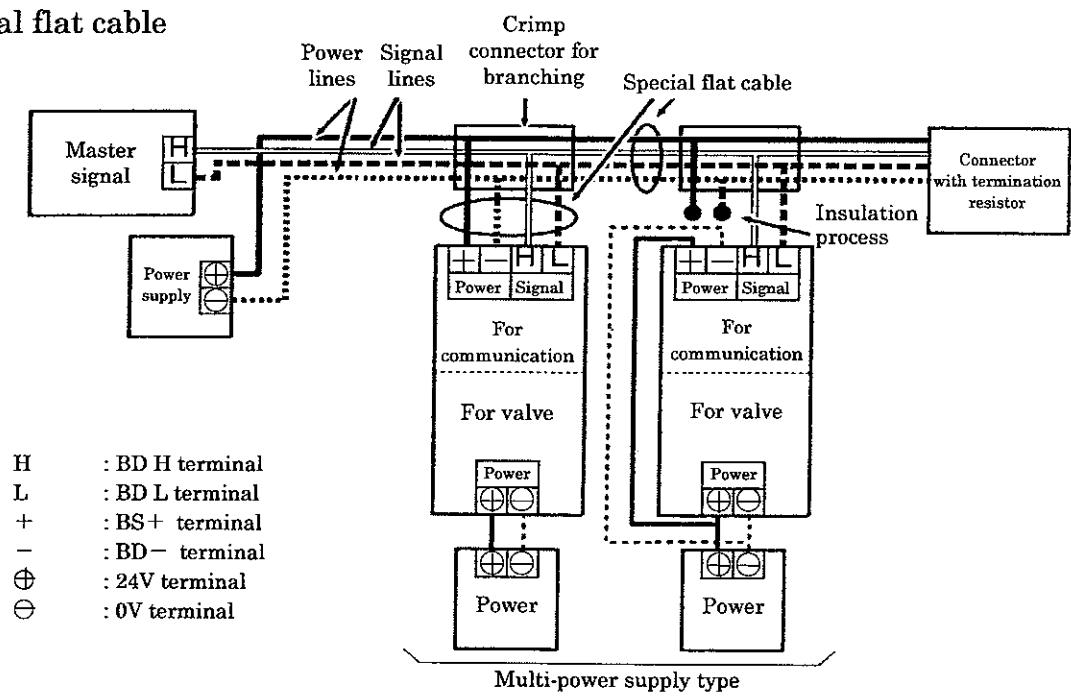 al flat cable
Crimp
connector for
branching
Power
lines
Signal
lines
Special flat cable
Master
signal
H
L
Connector
with termination
resistor
Insulation
process
Power
supply
⊕
⊖
+ − H L
Power Signal
For
communication
For valve
Power
⊕ ⊖
⊕ ⊖
Power
+ − H L
Power Signal
For
communication
For valve
Power
⊕ ⊖
⊕ ⊖
Power
H : BD H terminal
L : BD L terminal
+ : BS+ terminal
− : BD− terminal
⊕ : 24V terminal
⊖ : 0V terminal
Multi-power supply type